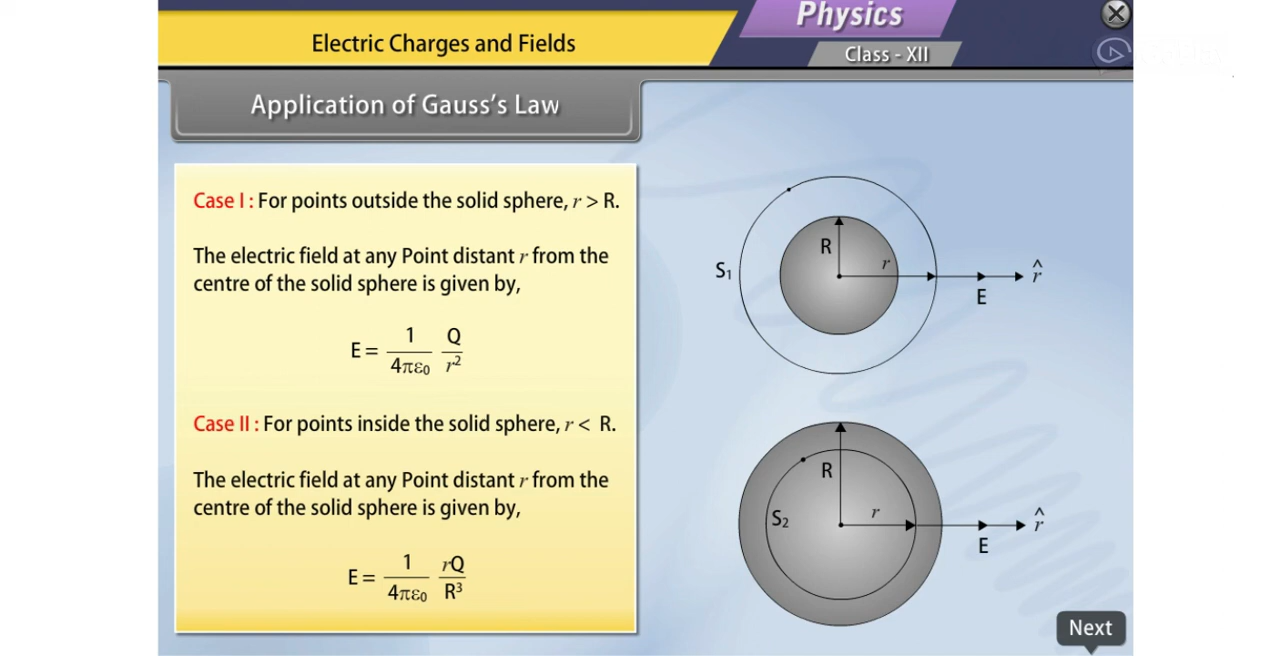 Physics
Electric Charges and Fields
Class - XII
Application of Gauss's Law
Case I : For points outside the solid sphere, r > R.
The electric field at any Point distant r from the
centre of the solid sphere is given by,
E = 1/4πε₀ Q/r²
Case II : For points inside the solid sphere, r < R.
The electric field at any Point distant r from the
centre of the solid sphere is given by,
E = 1/4πε₀ rQ/R³
R
r
S₁
r̂
E
R
S₂
r
r̂
E
Next